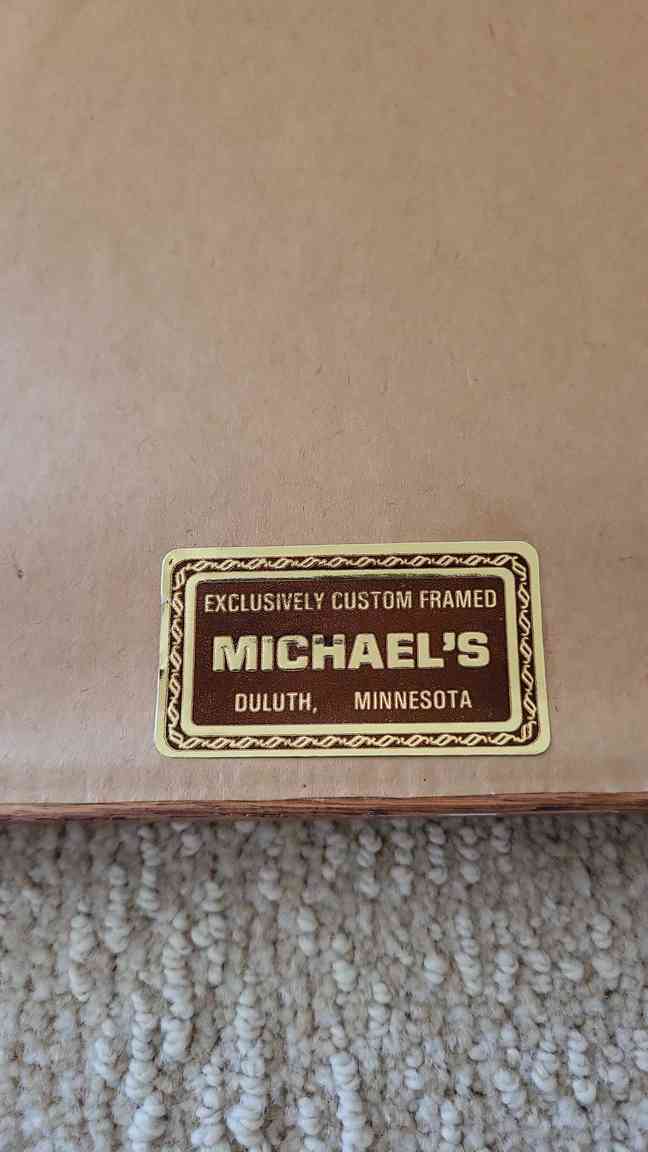 EXCLUSIVELY CUSTOM FRAMED
MICHAEL'S
DULUTH, MINNESOTA